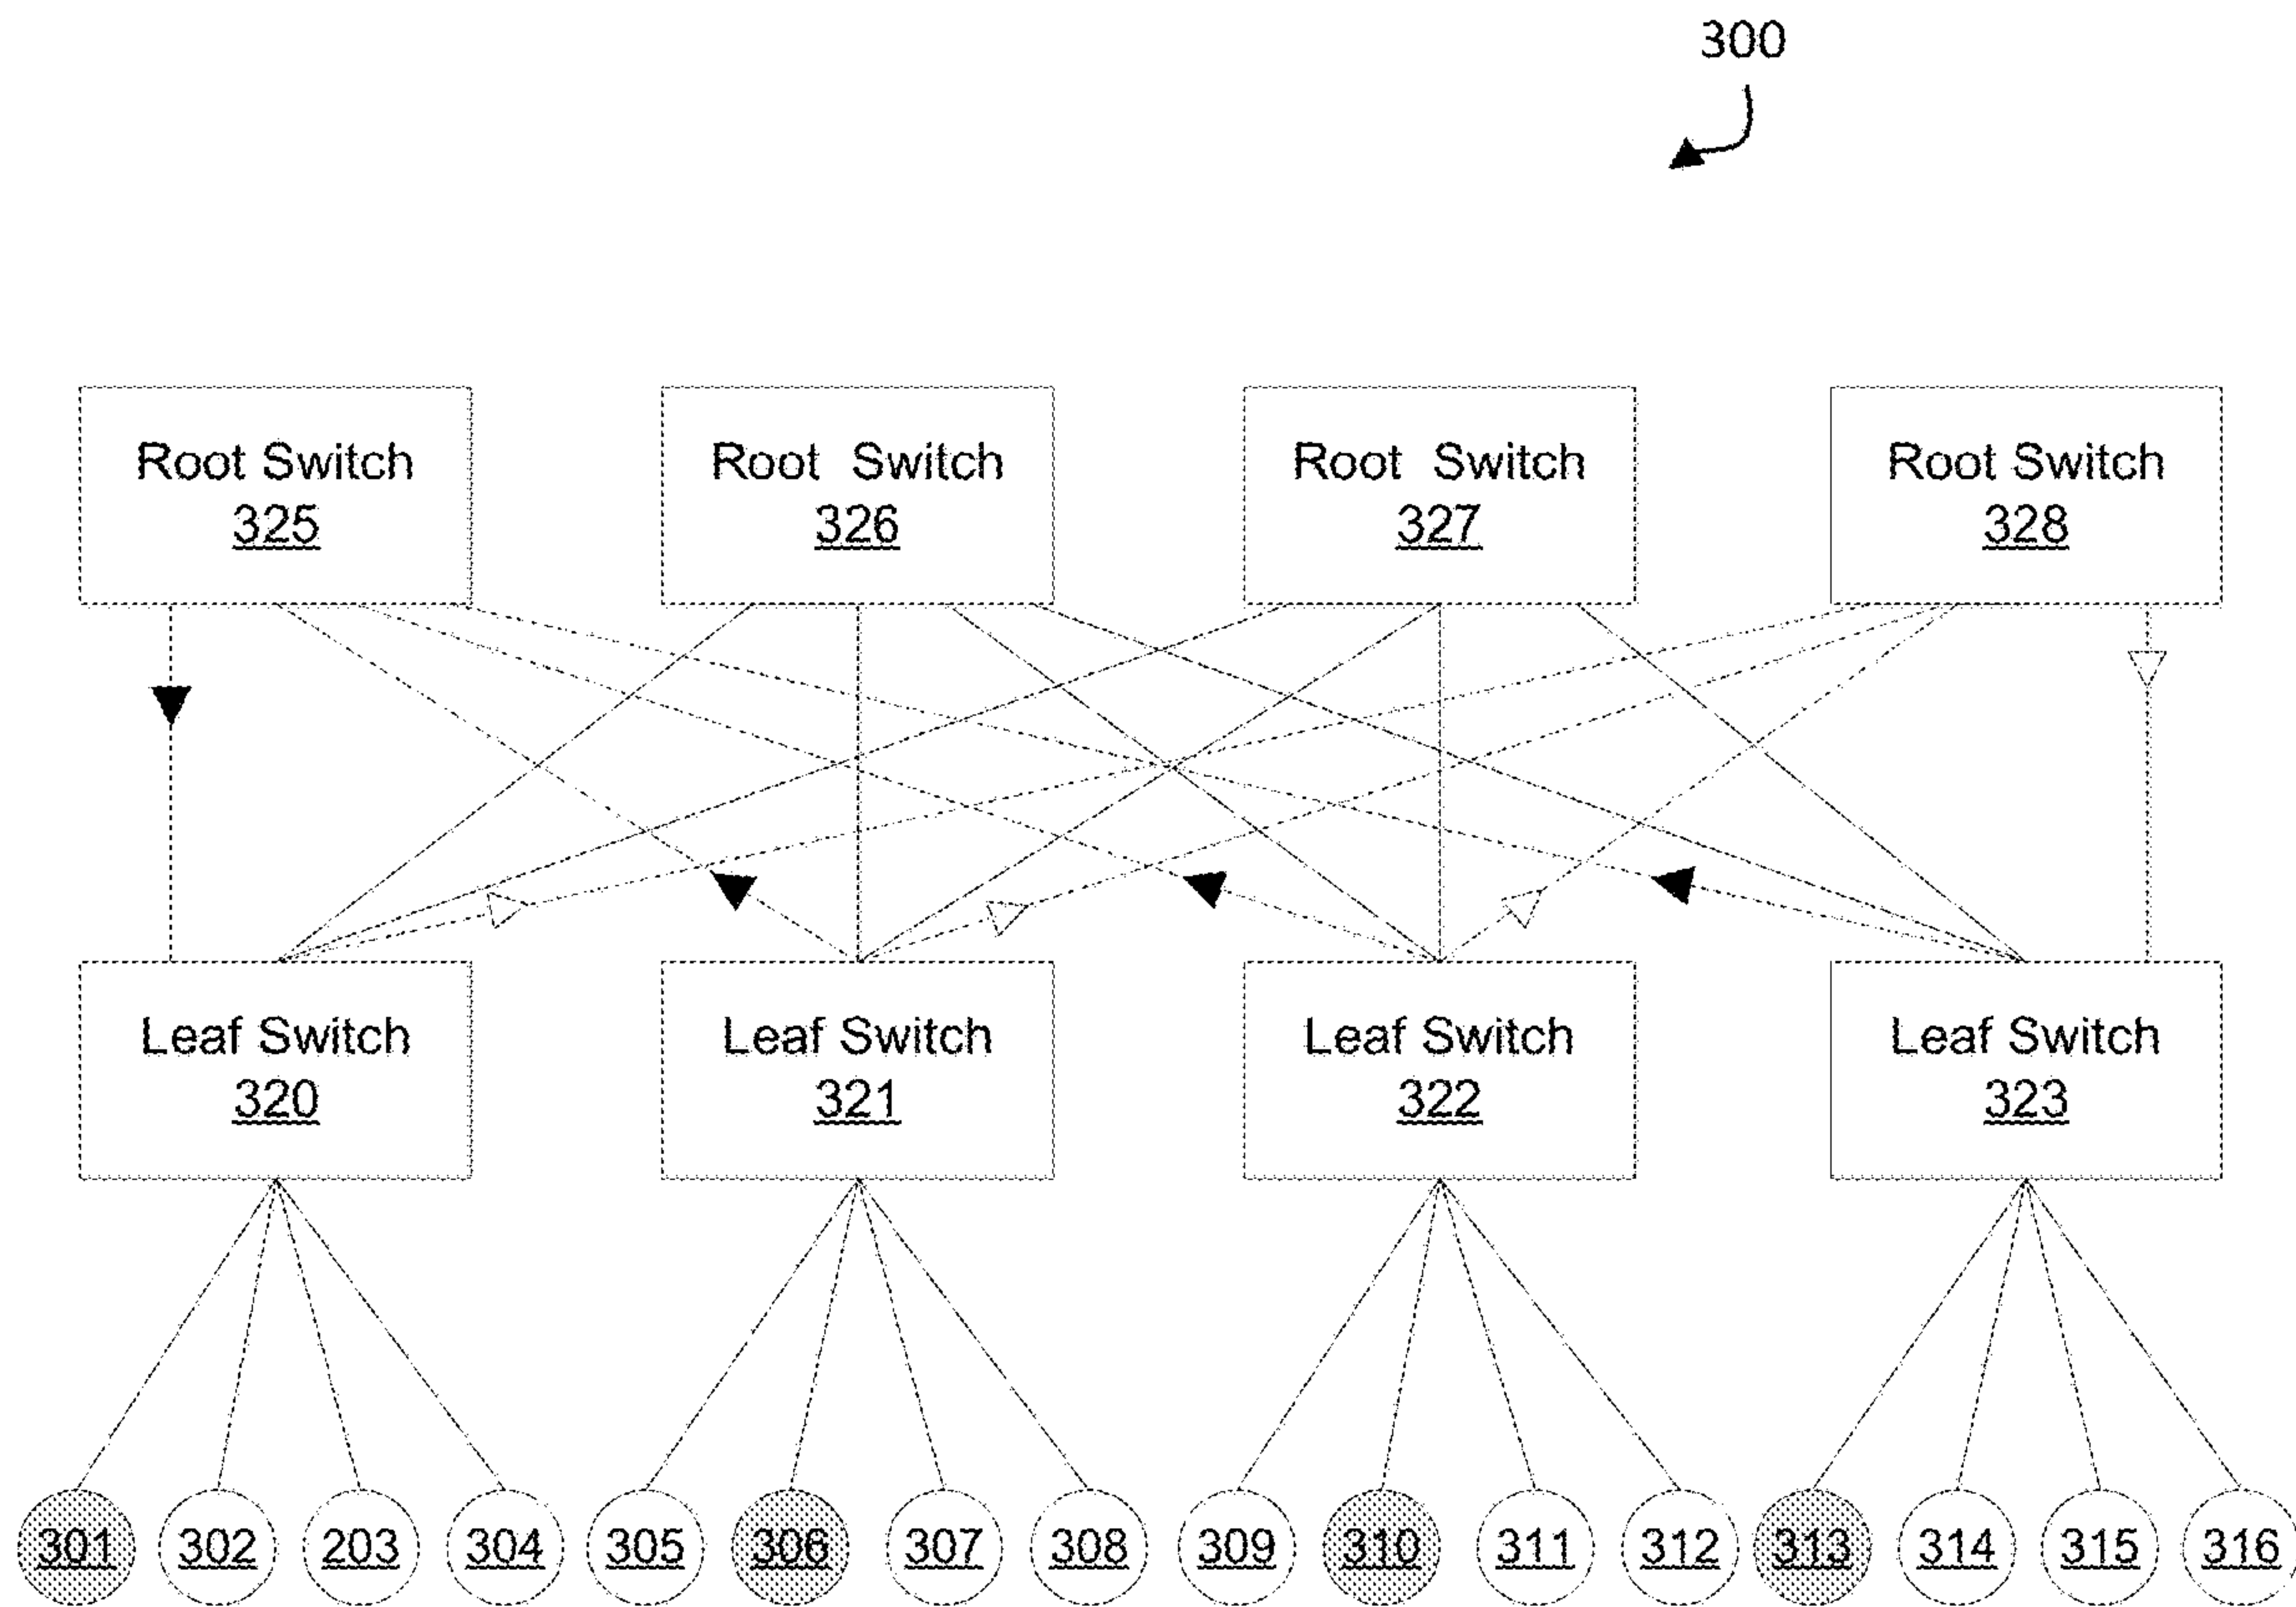 300
Root Switch
325
Root Switch
326
Root Switch
327
Root Switch
328
Leaf Switch
320
Leaf Switch
321
Leaf Switch
322
Leaf Switch
323
301 302 203 304 305 306 307 308 309 310 311 312 313 314 315 316